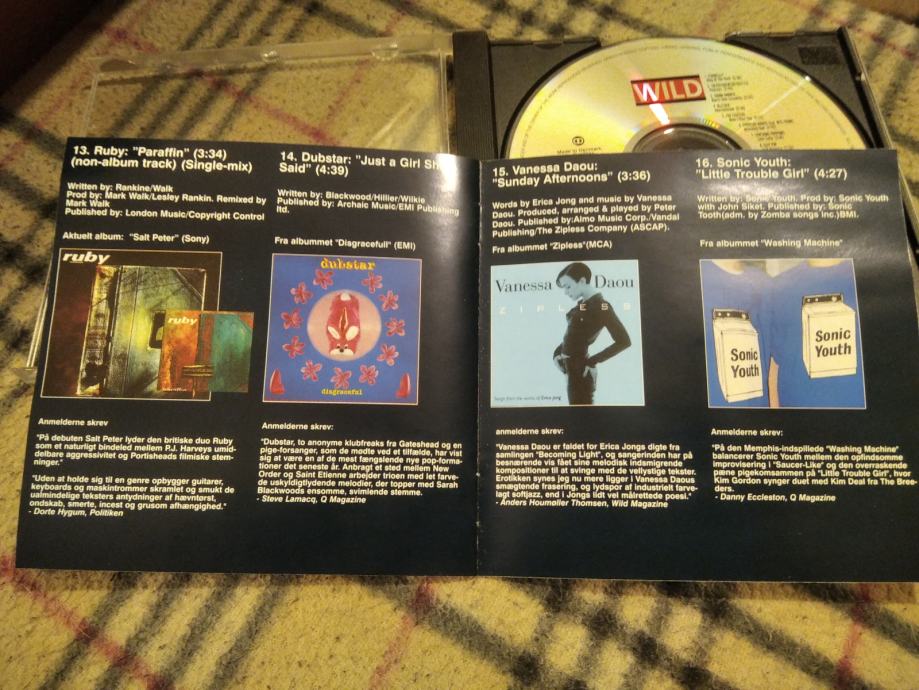 WILD
Made in Denmark
13. Ruby: "Paraffin" (3:34)
(non-album track) (Single-mix)
Written by: Rankine/Walk
Prod by: Mark Walk/Lesley Rankin. Remixed by
Mark Walk
Published by: London Music/Copyright Control
Aktuelt album: "Salt Peter" (Sony)
ruby
ruby
Anmelderne skrev
"På debuten Salt Peter lyder den britiske duo Ruby
som et naturligt bindeled mellem P.J. Harveys umid-
delbare aggressivitet og Portisheads filmiske stem-
ninger."
"Uden at holde sig til en genre opbygger guitarer,
keyboards og maskintrommer skramlet og smukt de
ualmindelige teksters antydninger af hævntørst,
ondskab, smerte, incest og grusom afhængighed."
- Dorte Hygum, Politiken
14. Dubstar: "Just a Girl Sh
Said" (4:39)
Written by: Blackwood/Hillier/Wilkie
Published by: Archaic Music/EMI Publishing
ltd.
Fra albummet "Disgracefull" (EMI)
dubstar
disgraceful
Anmelderne skrev:
"Dubstar, to anonyme klubfreaks fra Gateshead og en
pige-forsanger, som de mødte ved et tilfælde, har vist
sig at være en af de mest fængslende nye pop-forma-
tioner det seneste år. Anbragt et sted mellem New
Order og Saint Etienne arbejder trioen med let farve-
de uskyldigtlydende melodier, der topper med Sarah
Blackwoods ensomme, svimlende stemme.
- Steve Lamacq, Q Magazine
15. Vanessa Daou:
"Sunday Afternoons" (3:36)
Words by Erica Jong and music by Vanessa
Daou. Produced, arranged & played by Peter
Daou. Published by:Almo Music Corp./Vandal
Publishing/The Zipless Company (ASCAP).
Fra albummet "Zipless"(MCA)
Vanessa Daou
ZIPLESS
Songs from the works of Erica Jong
anmelderne skrev:
"Vanessa Daou er faldet for Erica Jongs digte fra
samlingen "Becoming Light", og sangerinden har på
besnærende vis fået sine melodisk indsmigrende
kompositioner til at svinge med de vellystige tekster.
Erotikken synes jeg nu mere ligger i Vanessa Daous
smægtende frasering, og lydspor af industrielt farve-
lagt softjazz, end i Jongs lidt vel målrettede poesi."
- Anders Houmøller Thomsen, Wild Magazine
16. Sonic Youth:
"Little Trouble Girl" (4:27)
Written by: Sonic Youth. Prod by: Sonic Youth
with John Siket. Published by: Sonic
Tooth(adm. by Zomba songs inc.)BMI.
Fra albummet "Washing Machine"
Sonic
Youth
Sonic
Youth
Anmelderne skrev:
"På den Memphis-indspillede "Washing Machine"
balancerer Sonic Youth mellem den opfindsomme
improvisering i "Saucer-Like" og den overraskende
pæne pigekomsammen på "Little Trouble Girl", hvor
Kim Gordon synger duet med Kim Deal fra The Bree-
ders.
- Danny Eccleston, Q Magazine